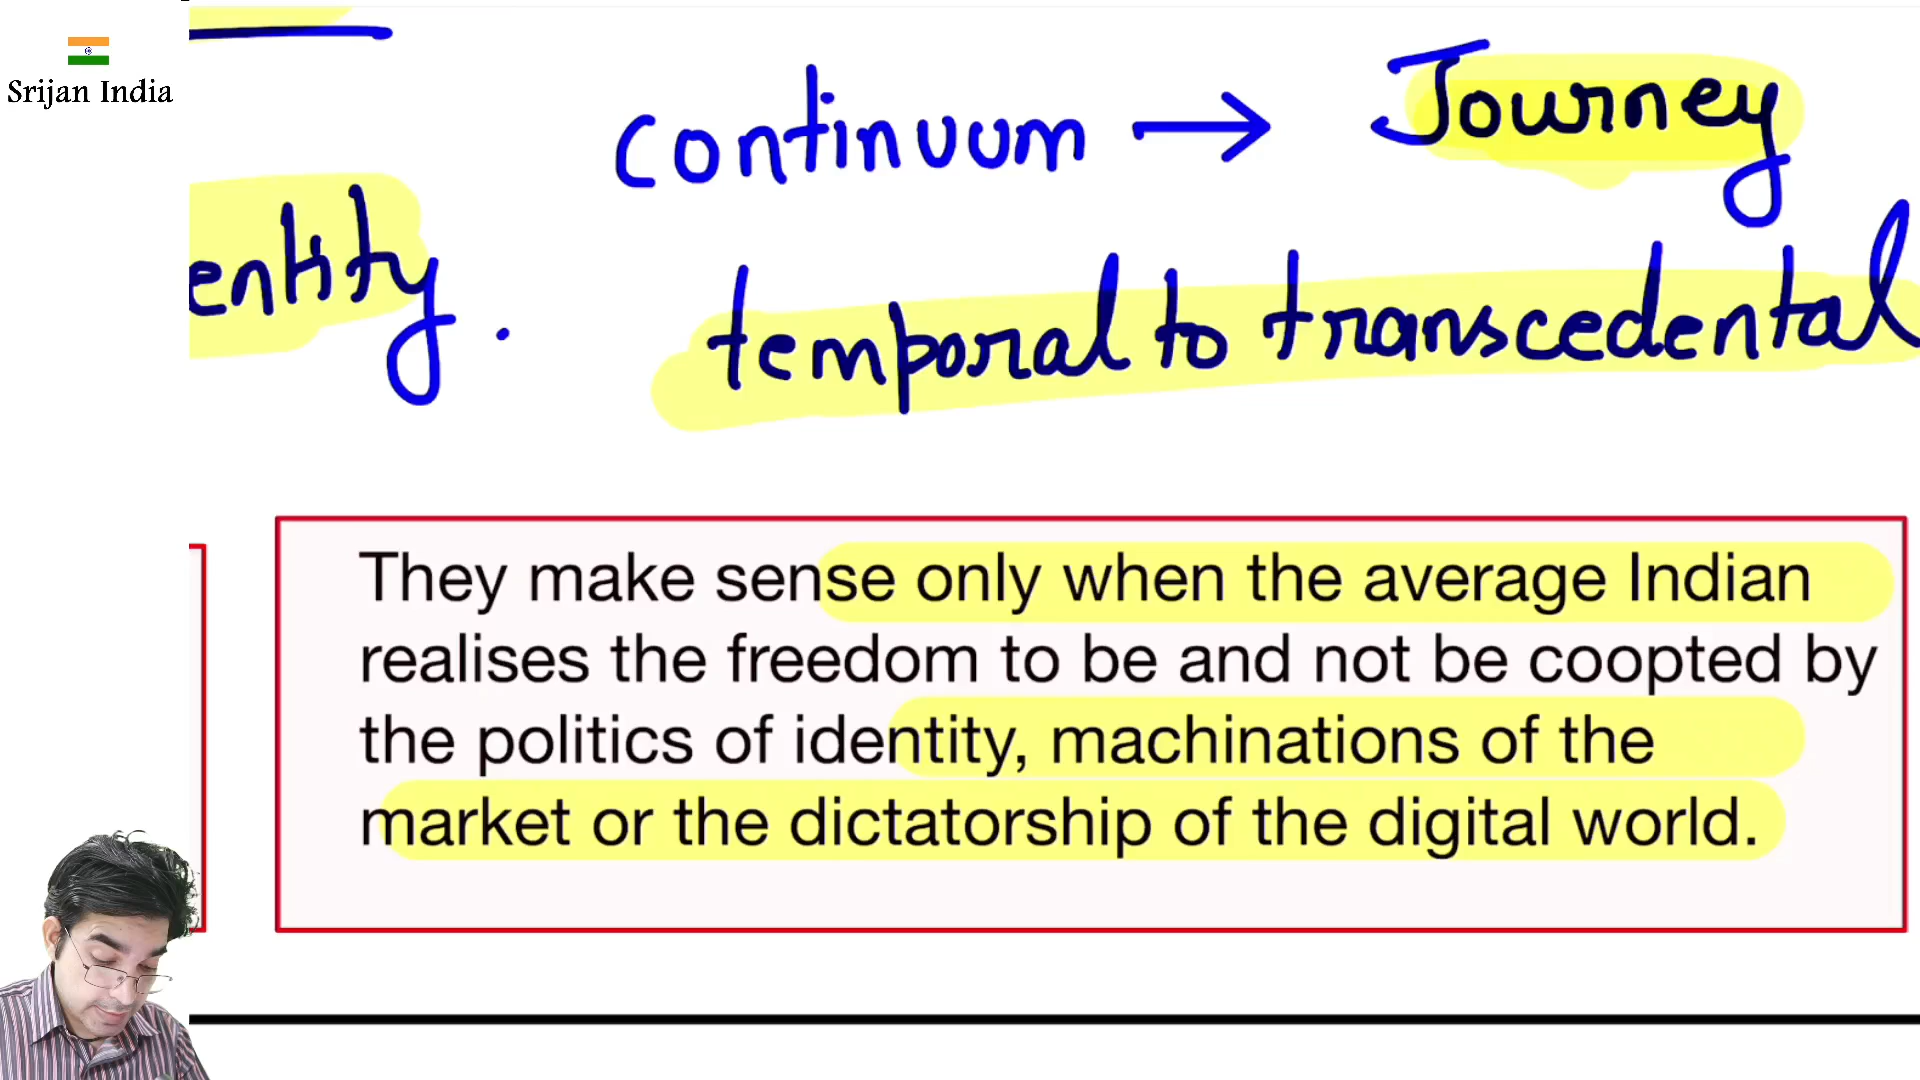 Srijan India
continuum → Journey
entity.
temporal to transcedental
They make sense only when the average Indian
realises the freedom to be and not be coopted by
the politics of identity, machinations of the
market or the dictatorship of the digital world.